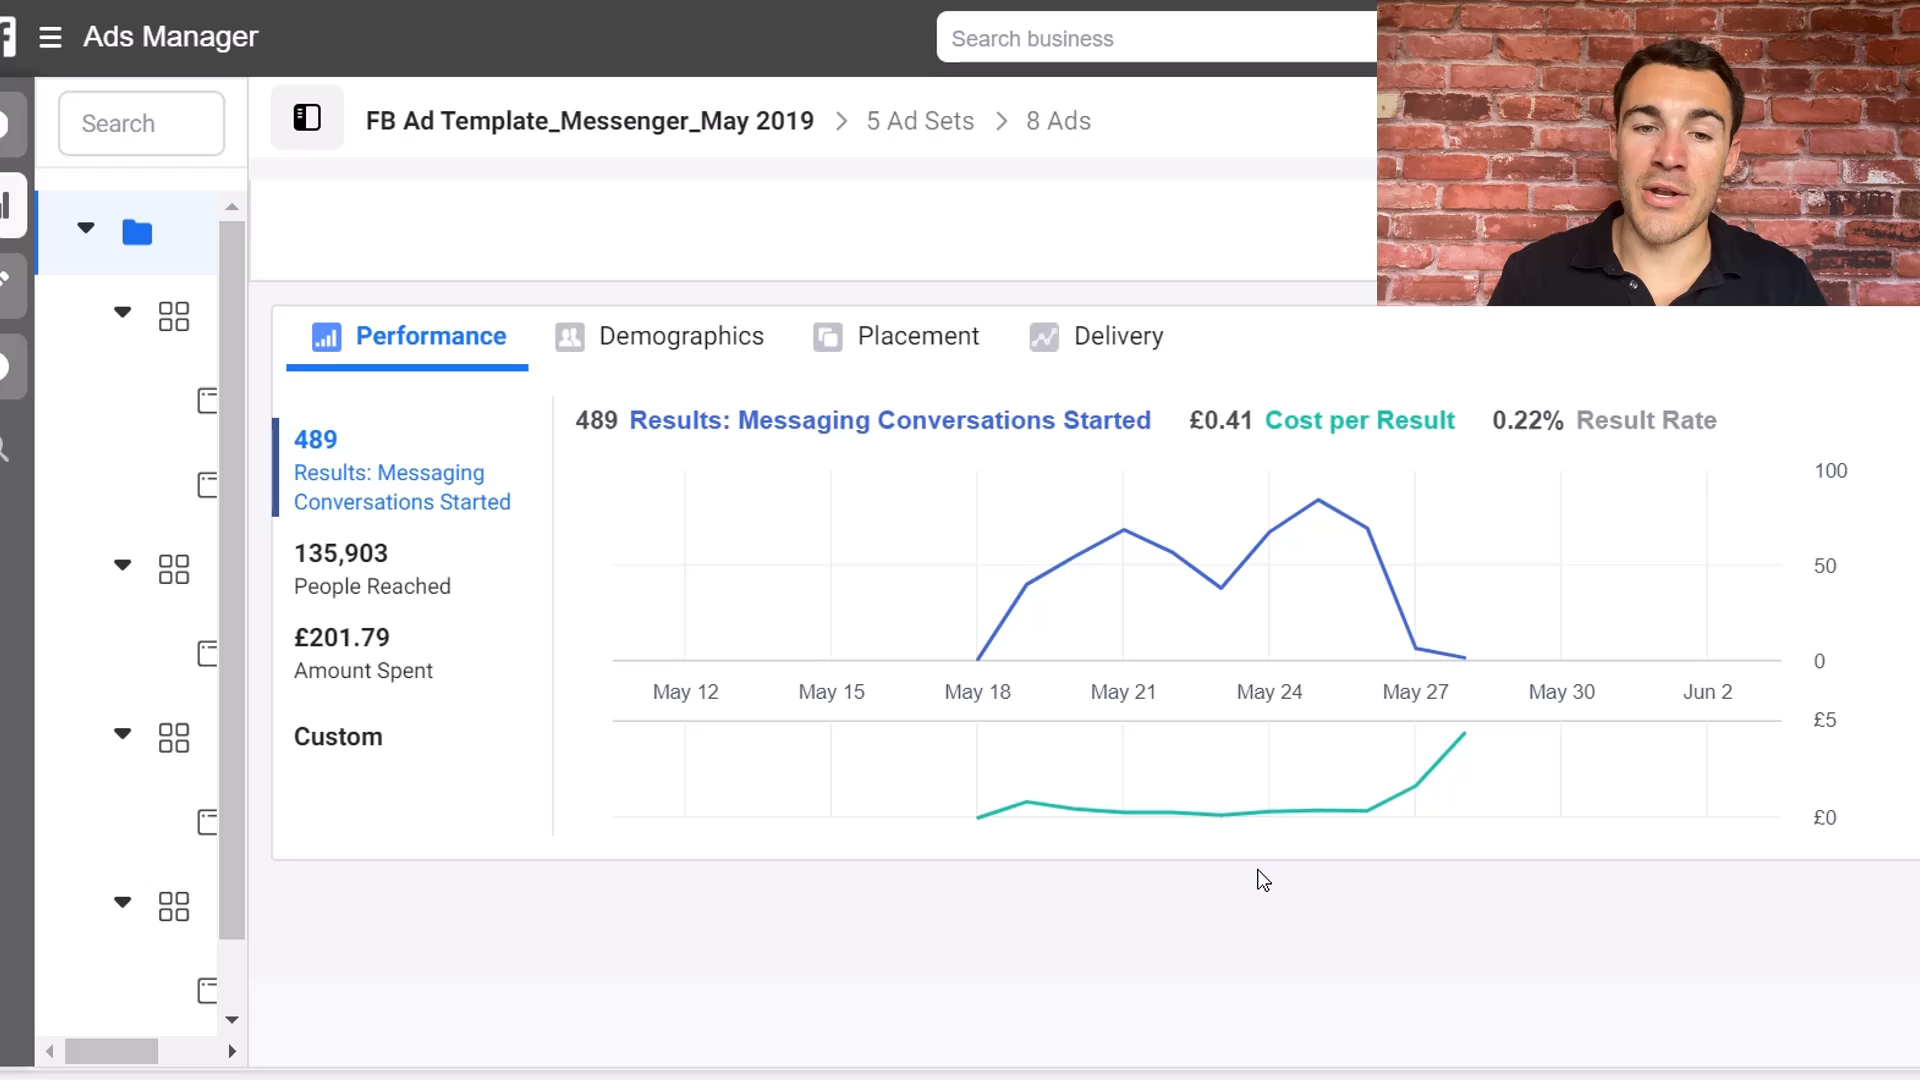 Ads Manager
Search business
Search
FB Ad Template_Messenger_May 2019 > 5 Ad Sets > 8 Ads
Performance
Demographics
Placement
Delivery
489
Results: Messaging
Conversations Started
135,903
People Reached
£201.79
Amount Spent
Custom
489 Results: Messaging Conversations Started
£0.41 Cost per Result
0.22% Result Rate
100
50
0
May 12 May 15 May 18 May 21 May 24 May 27 May 30 Jun 2
£5
£0